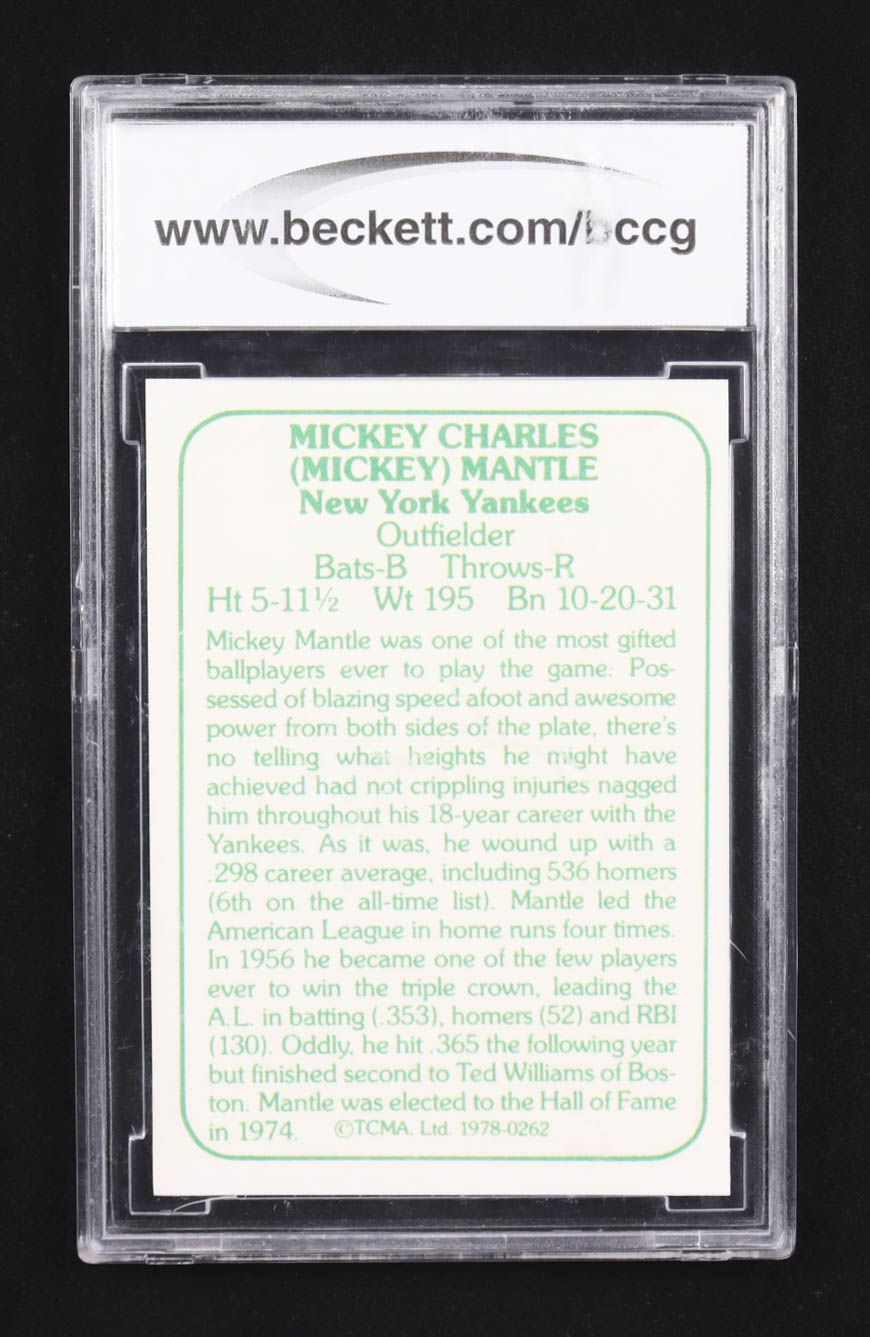 www.beckett.com/bccg
MICKEY CHARLES
(MICKEY) MANTLE
New York Yankees
Outfielder
Bats-B Throws-R
Ht 5-11½ Wt 195 Bn 10-20-31
Mickey Mantle was one of the most gifted
ballplayers ever to play the game. Pos-
sessed of blazing speed afoot and awesome
power from both sides of the plate, there's
no telling what heights he might have
achieved had not crippling injuries nagged
him throughout his 18-year career with the
Yankees. As it was, he wound up with a
.298 career average, including 536 homers
(6th on the all-time list). Mantle led the
American League in home runs four times.
In 1956 he became one of the few players
ever to win the triple crown, leading the
A.L. in batting (.353), homers (52) and RBI
(130). Oddly, he hit .365 the following year
but finished second to Ted Williams of Bos-
ton. Mantle was elected to the Hall of Fame
in 1974. ©TCMA, Ltd. 1978-0262